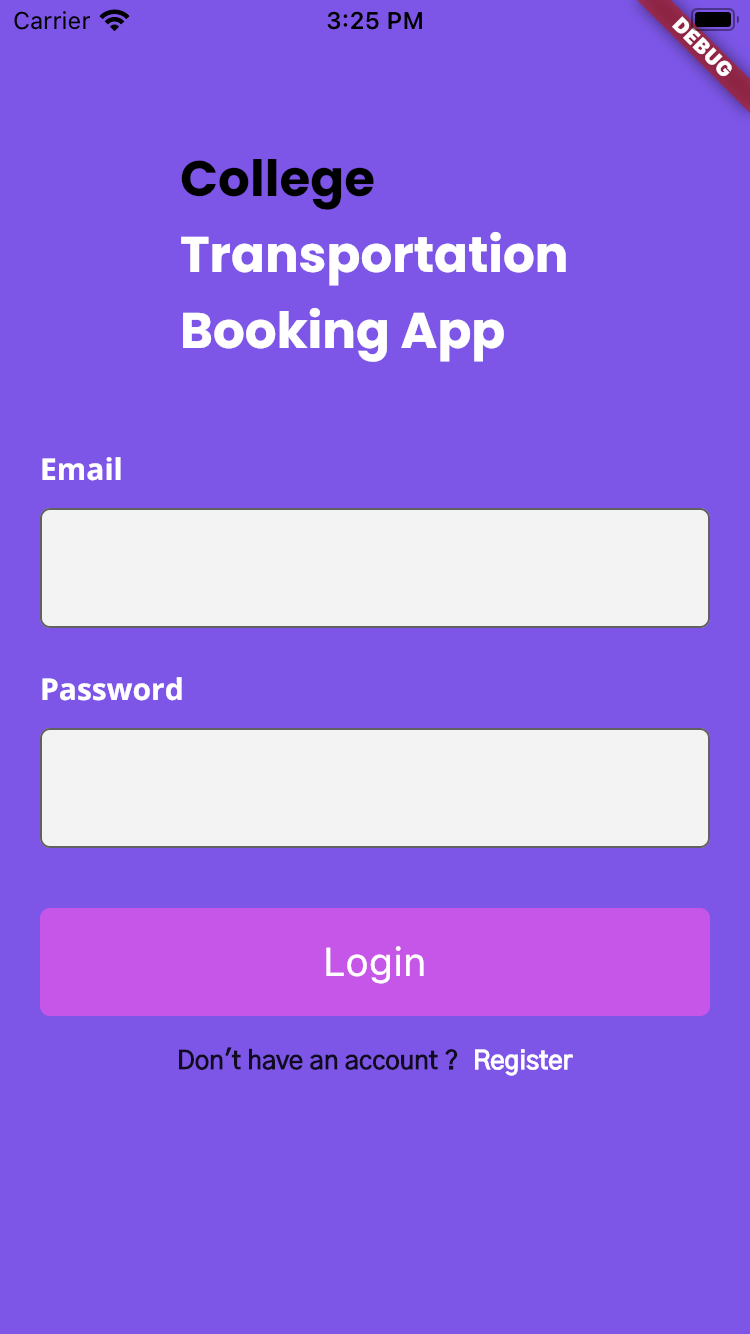 Carrier 3:25 PM
DEBUG
College
Transportation
Booking App
Email
Password
Login
Don't have an account ? Register